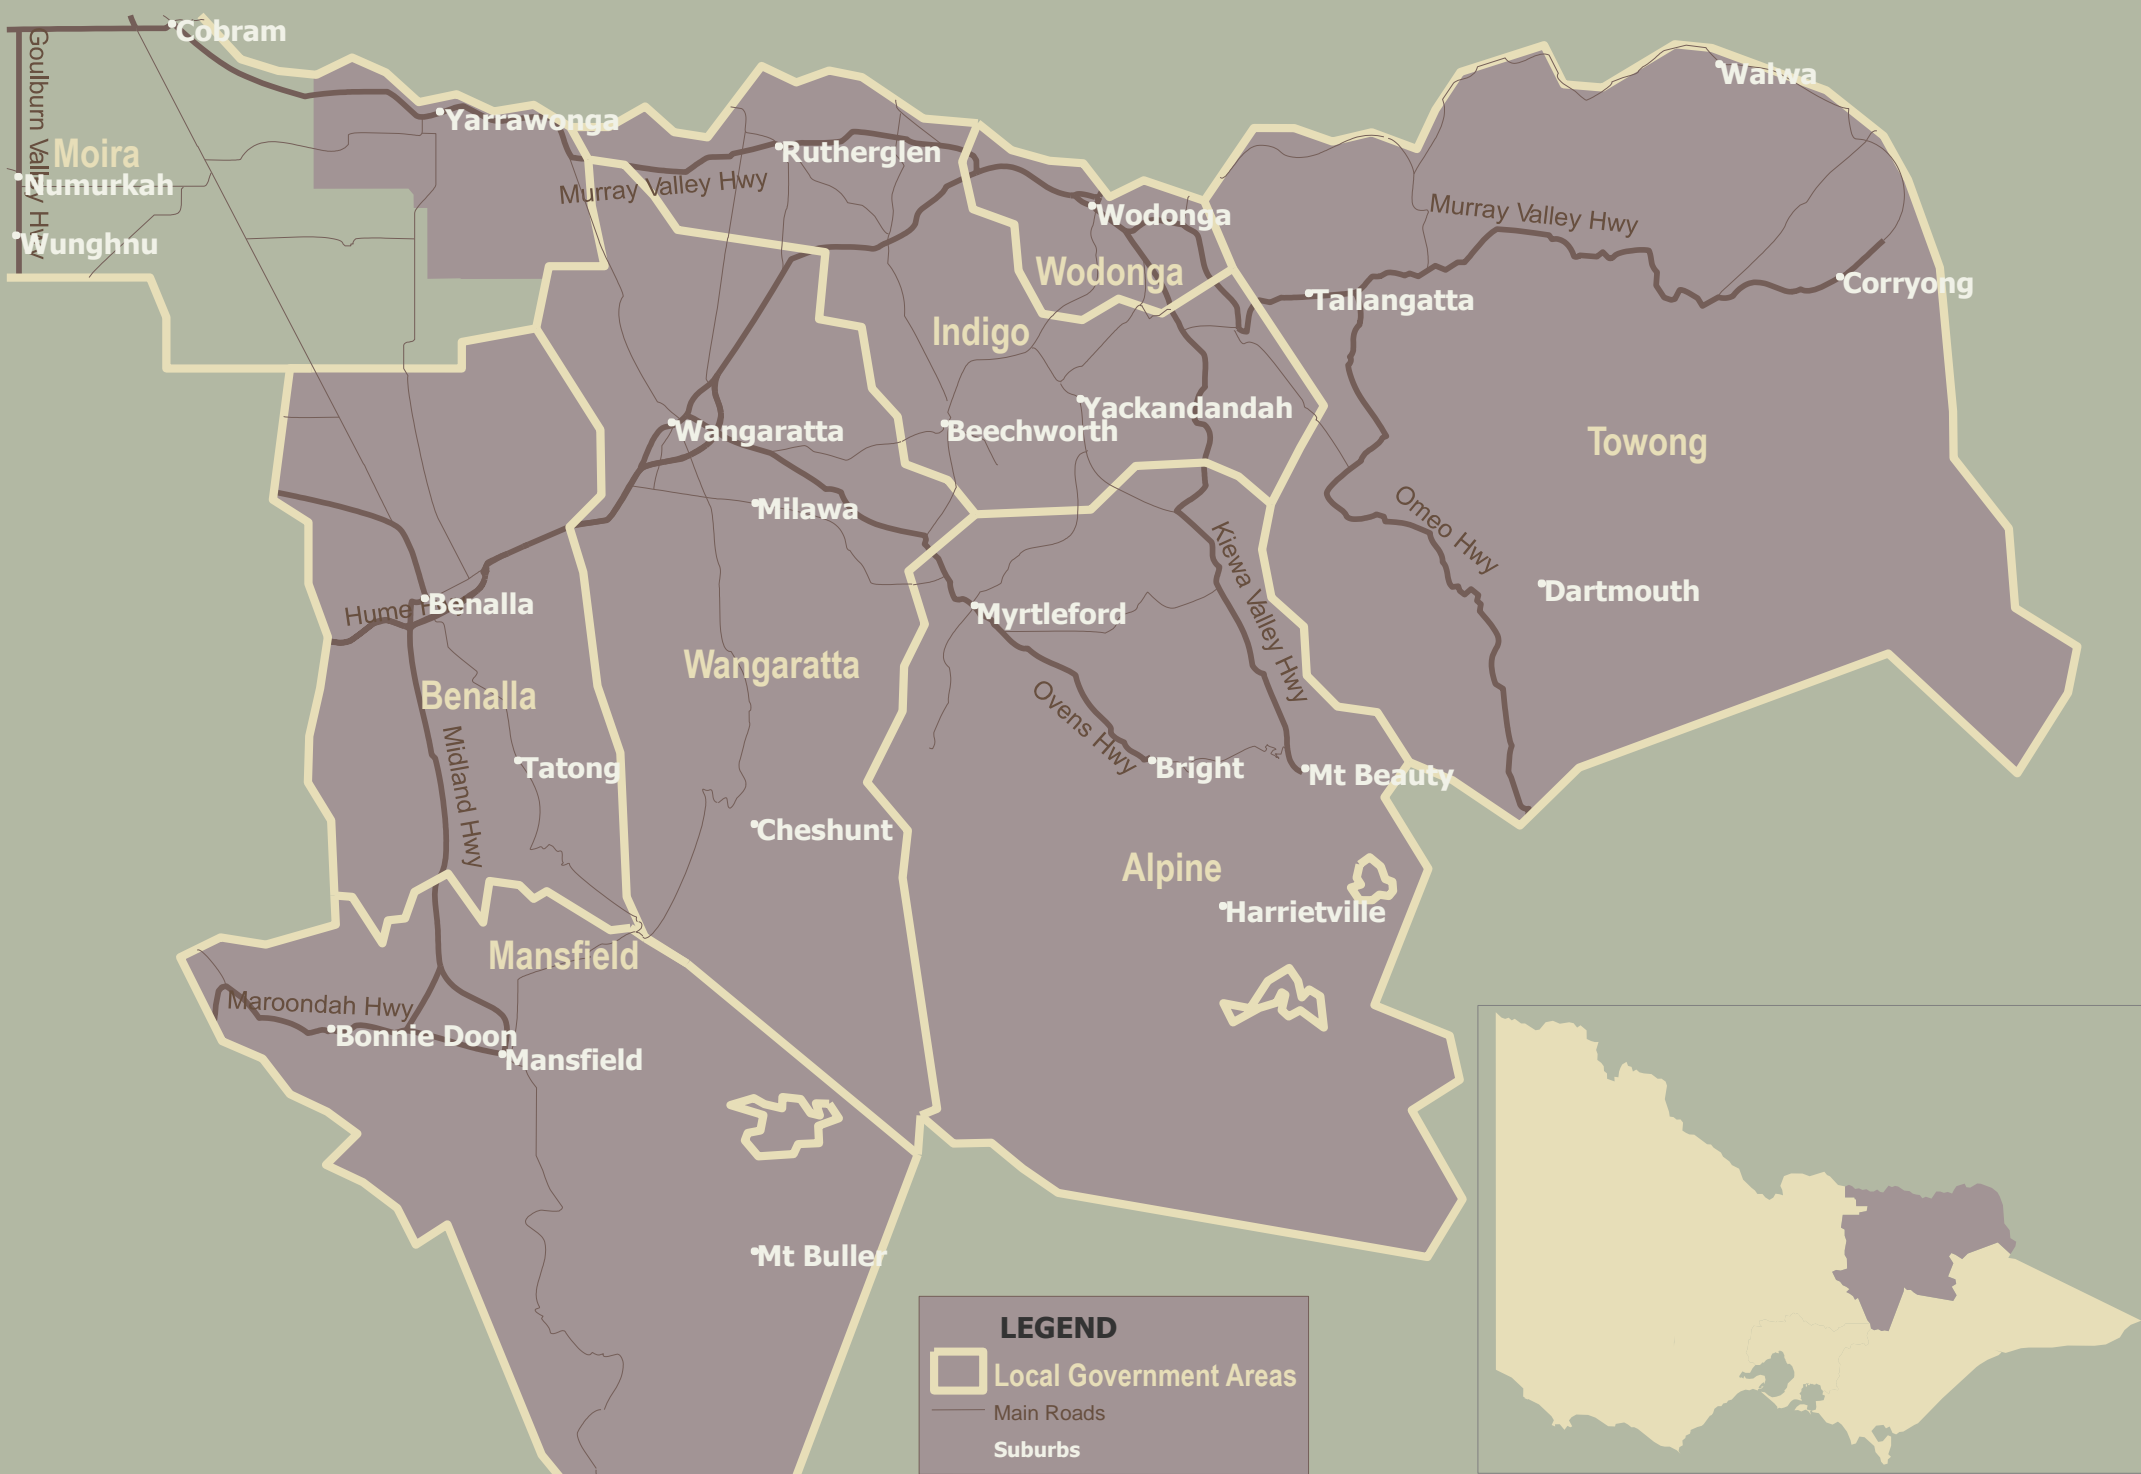 Cobram
Goulburn Valley Hwy
Walwa
Yarrawonga
Moira
Rutherglen
Numurkah
Murray Valley Hwy
Wodonga
Murray Valley Hwy
Wunghnu
Wodonga
Corryong
Tallangatta
Indigo
Yackandandah
Wangaratta
Beechworth
Towong
Milawa
Omeo Hwy
Kiewa Valley Hwy
Dartmouth
Hume H
Benalla
Myrtleford
Wangaratta
Benalla
Ovens Hwy
Midland Hwy
Tatong
Bright
Mt Beauty
Cheshunt
Alpine
Harrietville
Mansfield
Maroondah Hwy
Bonnie Doon
Mansfield
Mt Buller
LEGEND
Local Government Areas
Main Roads
Suburbs